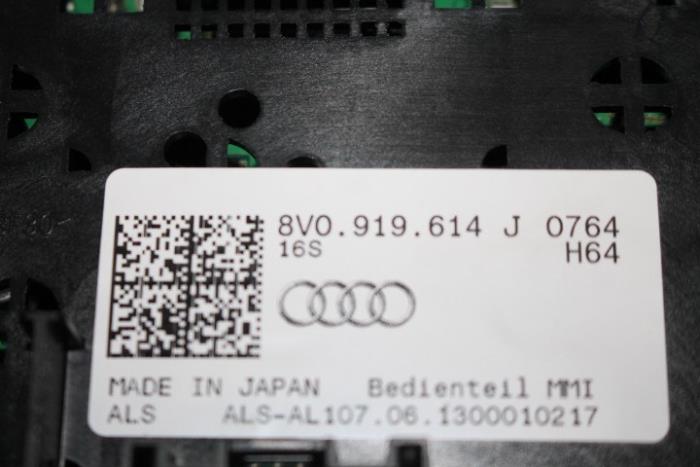 8V0.919.614 J 0764
16S H64
MADE IN JAPAN Bedienteil MMI
ALS ALS-AL107.06.1300010217